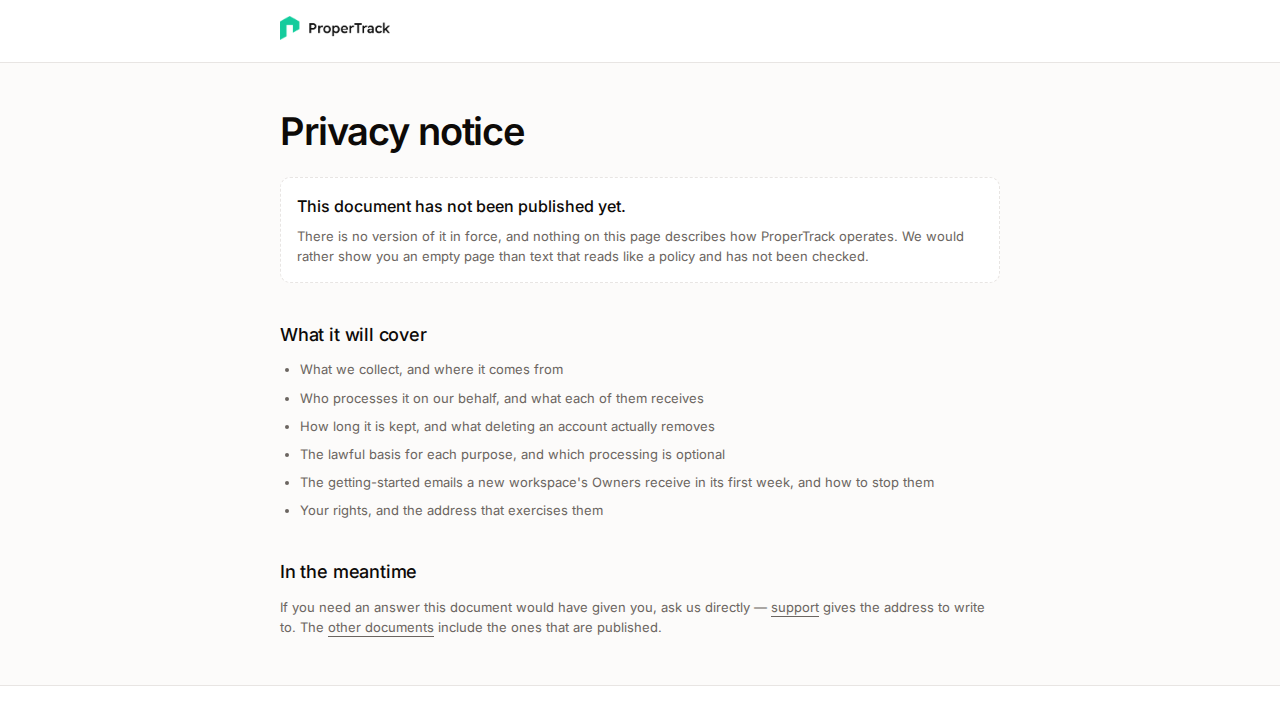 ProperTrack
Privacy notice
This document has not been published yet.
There is no version of it in force, and nothing on this page describes how ProperTrack operates. We would
rather show you an empty page than text that reads like a policy and has not been checked.
What it will cover
• What we collect, and where it comes from
• Who processes it on our behalf, and what each of them receives
• How long it is kept, and what deleting an account actually removes
• The lawful basis for each purpose, and which processing is optional
• The getting-started emails a new workspace's Owners receive in its first week, and how to stop them
• Your rights, and the address that exercises them
In the meantime
If you need an answer this document would have given you, ask us directly — support gives the address to write
to. The other documents include the ones that are published.